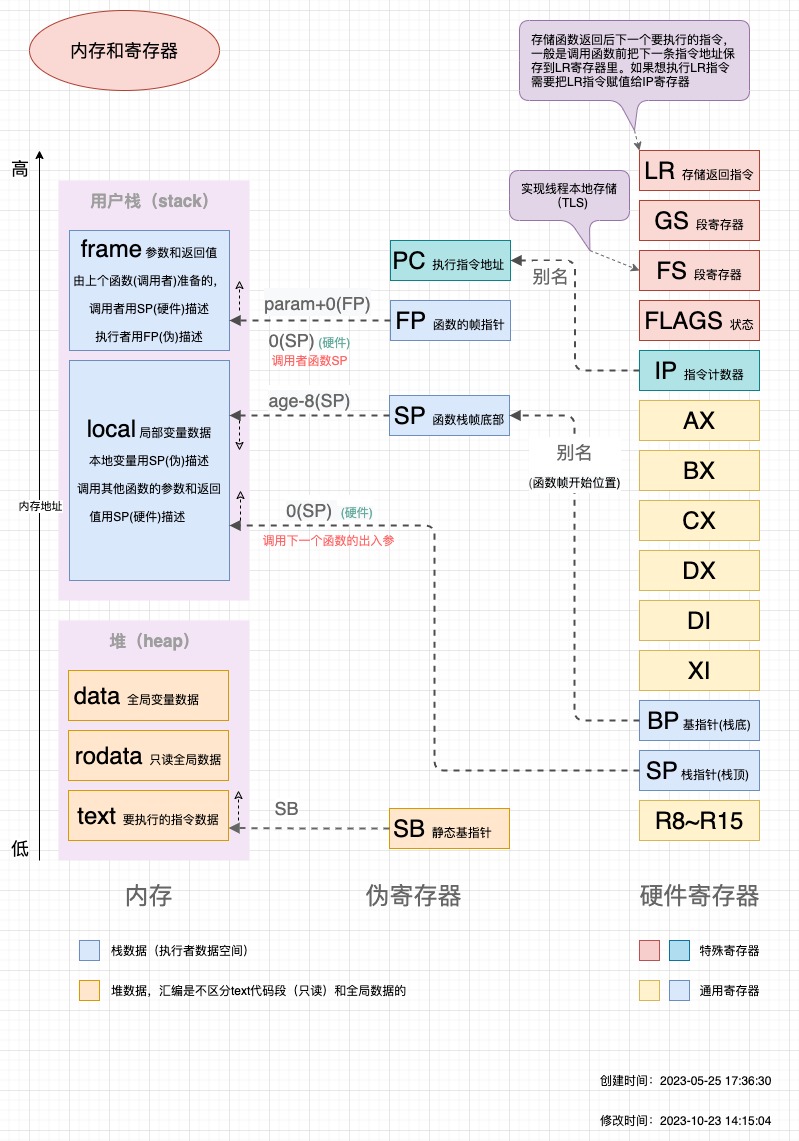 内存和寄存器
存储函数返回后下一个要执行的指令，
一般是调用函数前把下一条指令地址保
存到LR寄存器里。如果想执行LR指令
需要把LR指令赋值给IP寄存器
高
用户栈（stack）
frame 参数和返回值
由上个函数(调用者)准备的,
调用者用SP(硬件)描述
执行者用FP(伪)描述
local 局部变量数据
本地变量用SP(伪)描述
调用其他函数的参数和返回
值用SP(硬件)描述
内存地址
堆（heap）
data 全局变量数据
rodata 只读全局数据
text 要执行的指令数据
低
内存
实现线程本地存储
（TLS）
PC 执行指令地址
别名
param+0(FP)
FP 函数的帧指针
0(SP) (硬件)
调用者函数SP
age-8(SP)
SP 函数栈帧底部
别名
(函数帧开始位置)
0(SP) (硬件)
调用下一个函数的出入参
SB
SB 静态基指针
伪寄存器
LR 存储返回指令
GS 段寄存器
FS 段寄存器
FLAGS 状态
IP 指令计数器
AX
BX
CX
DX
DI
XI
BP 基指针(栈底)
SP 栈指针(栈顶)
R8~R15
硬件寄存器
栈数据（执行者数据空间）
堆数据，汇编是不区分text代码段（只读）和全局数据的
特殊寄存器
通用寄存器
创建时间：2023-05-25 17:36:30
修改时间：2023-10-23 14:15:04